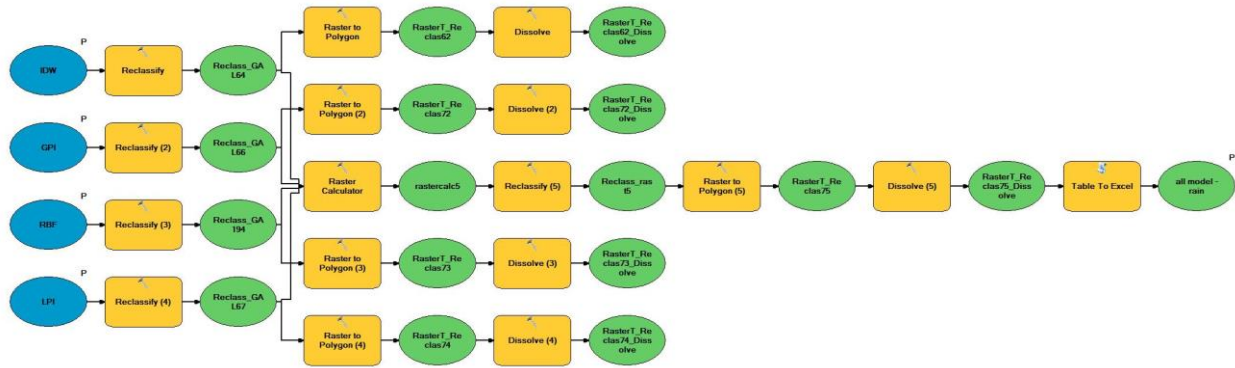 P
IDW
Reclassify
Reclass_GA
L64
Raster to
Polygon
RasterT_Re
clas62
Dissolve
RasterT_Re
clas62_Diss
olve
P
GPI
Reclassify (2)
Reclass_GA
L66
Raster to
Polygon (2)
RasterT_Re
clas72
Dissolve (2)
RasterT_Re
clas72_Diss
olve
Raster
Calculator
rastercalc5
Reclassify (5)
Reclass_ras
t5
Raster to
Polygon (5)
RasterT_Re
clas75
Dissolve (5)
RasterT_Re
clas75_Diss
olve
Table To Excel
P
all model -
rain
P
RBF
Reclassify (3)
Reclass_GA
194
Raster to
Polygon (3)
RasterT_Re
clas73
Dissolve (3)
RasterT_Re
clas73_Diss
olve
P
LPI
Reclassify (4)
Reclass_GA
L67
Raster to
Polygon (4)
RasterT_Re
clas74
Dissolve (4)
RasterT_Re
clas74_Diss
olve